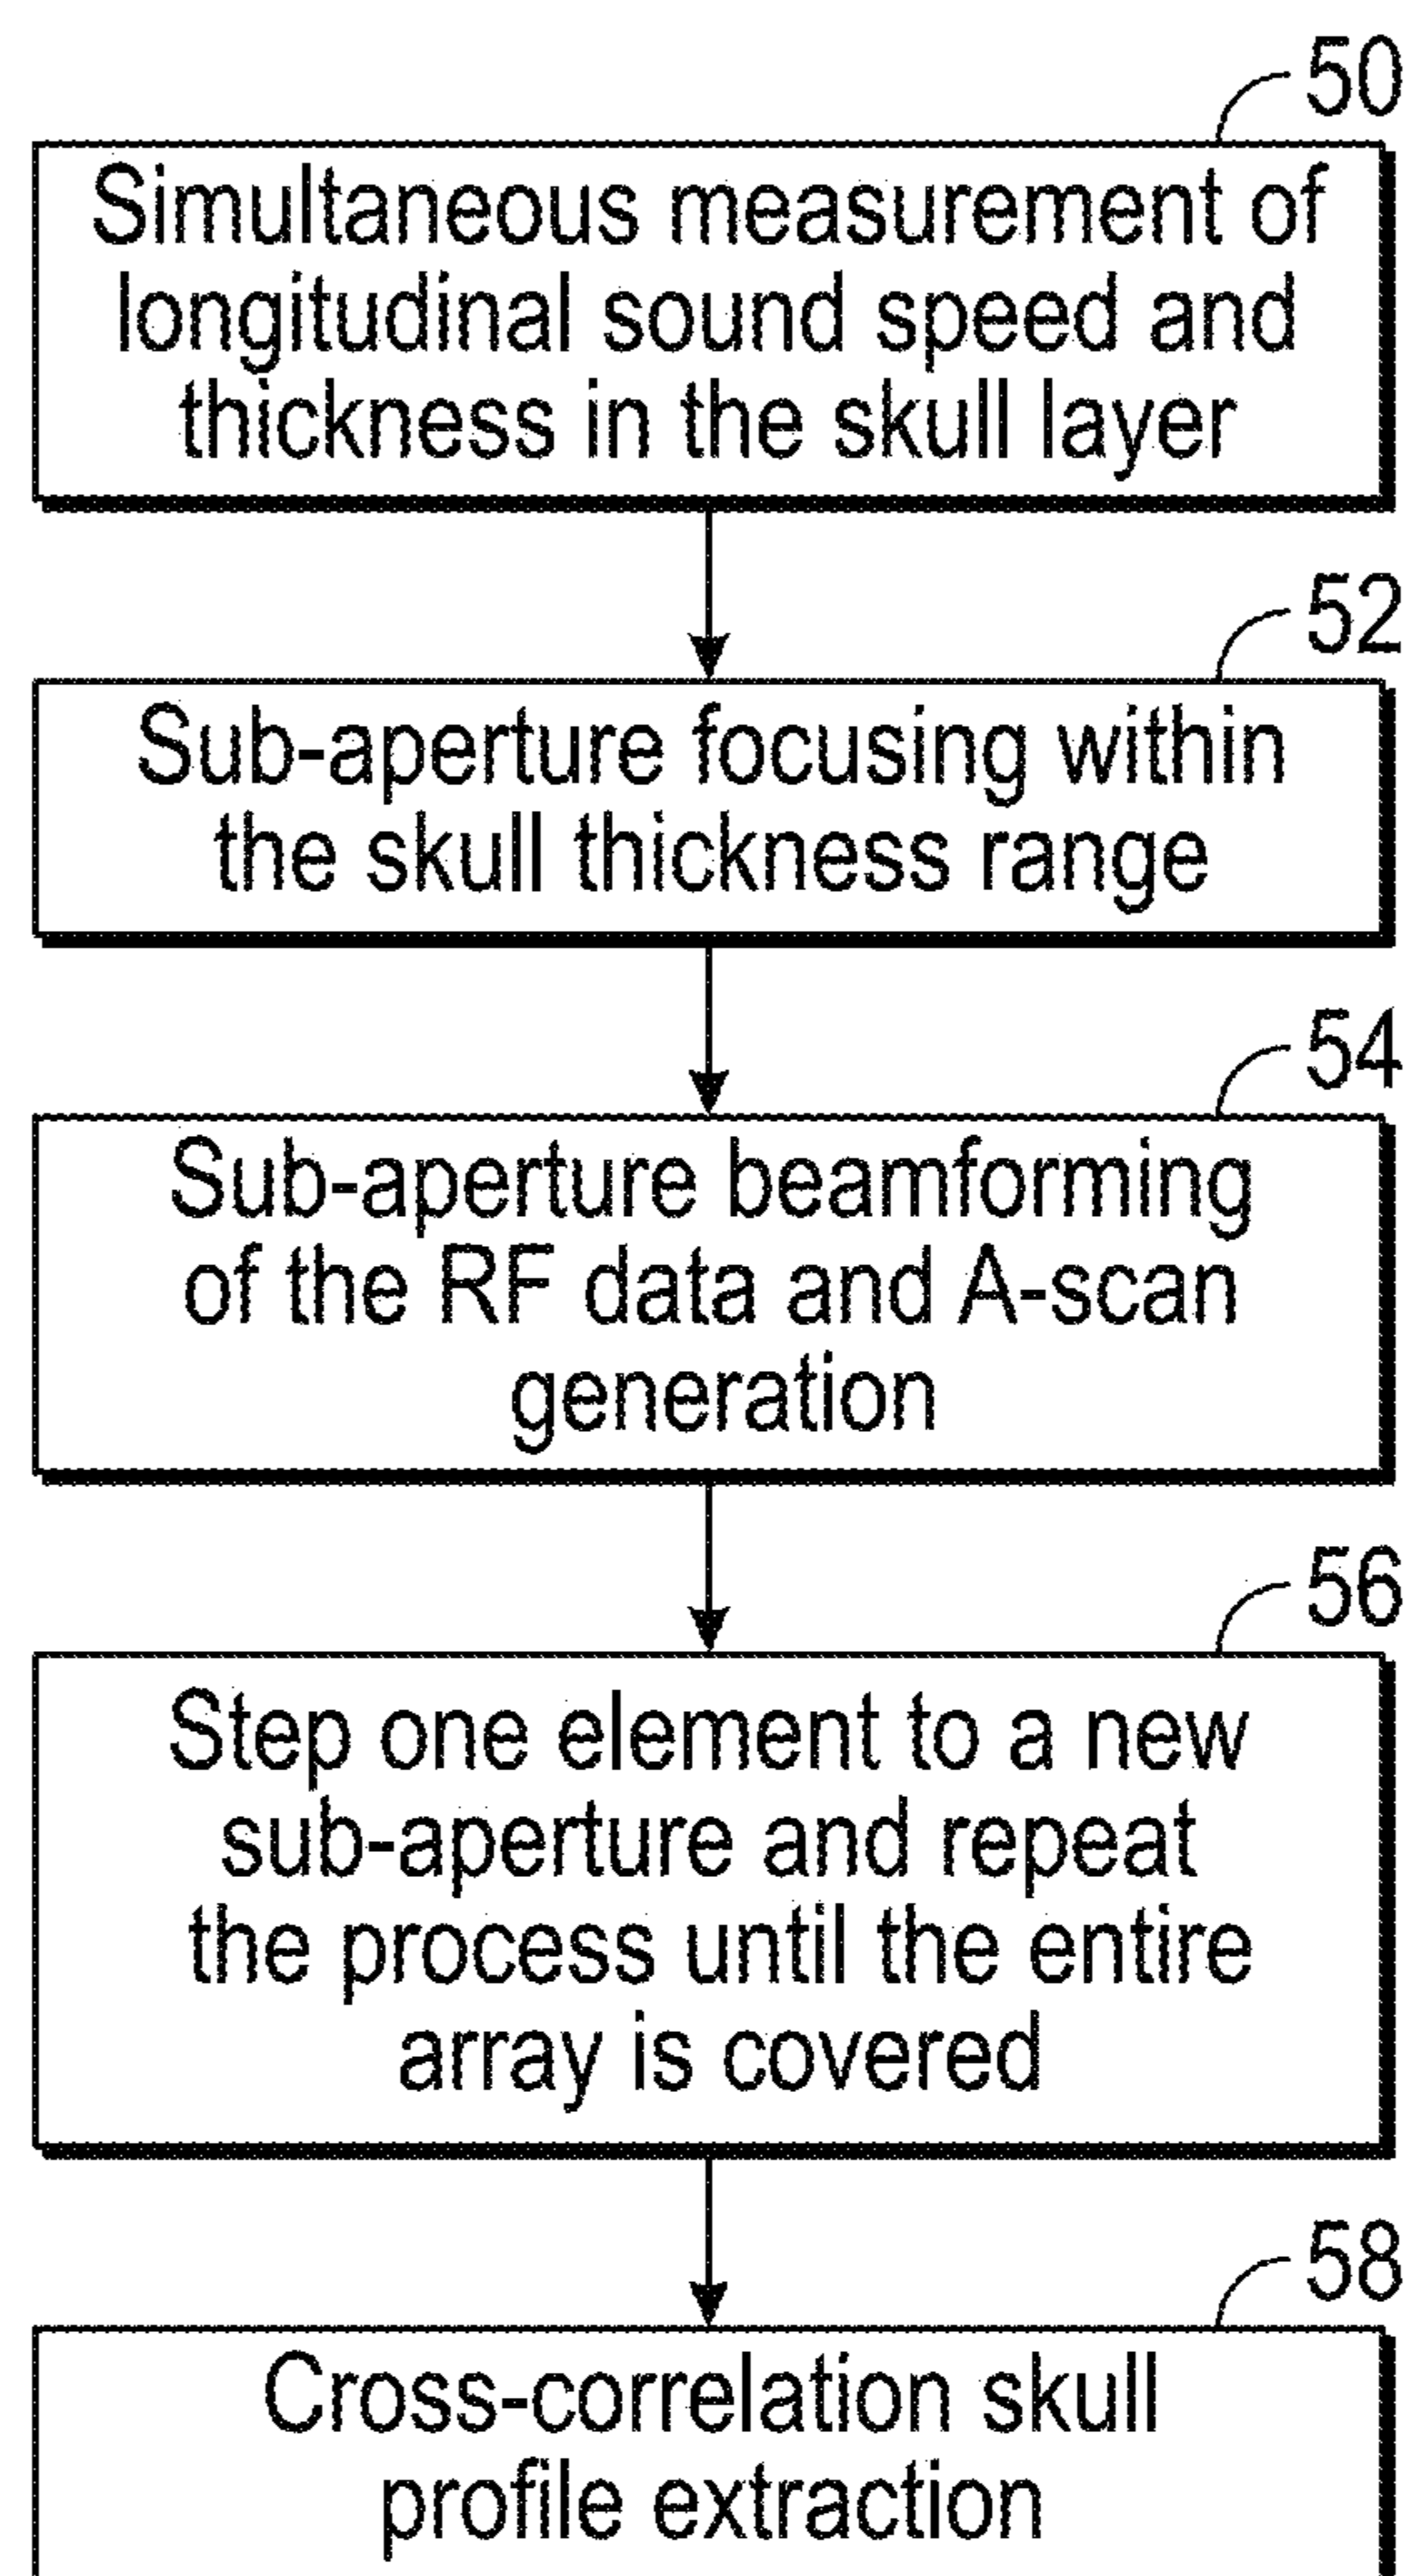 50
Simultaneous measurement of
longitudinal sound speed and
thickness in the skull layer
52
Sub-aperture focusing within
the skull thickness range
54
Sub-aperture beamforming
of the RF data and A-scan
generation
56
Step one element to a new
sub-aperture and repeat
the process until the entire
array is covered
58
Cross-correlation skull
profile extraction